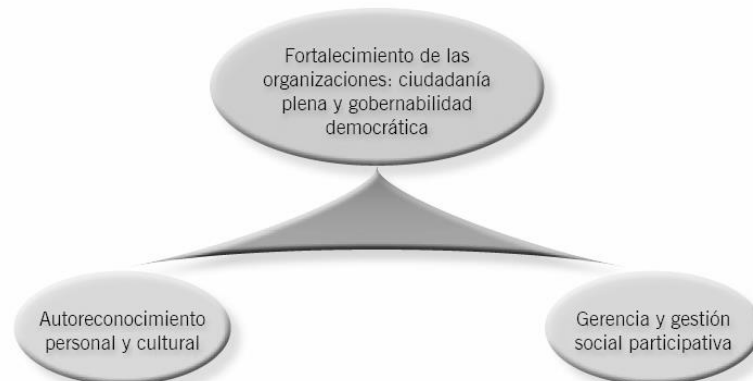 Fortalecimiento de las
organizaciones: ciudadanía
plena y gobernabilidad
democrática
Autoreconocimiento
personal y cultural
Gerencia y gestión
social participativa